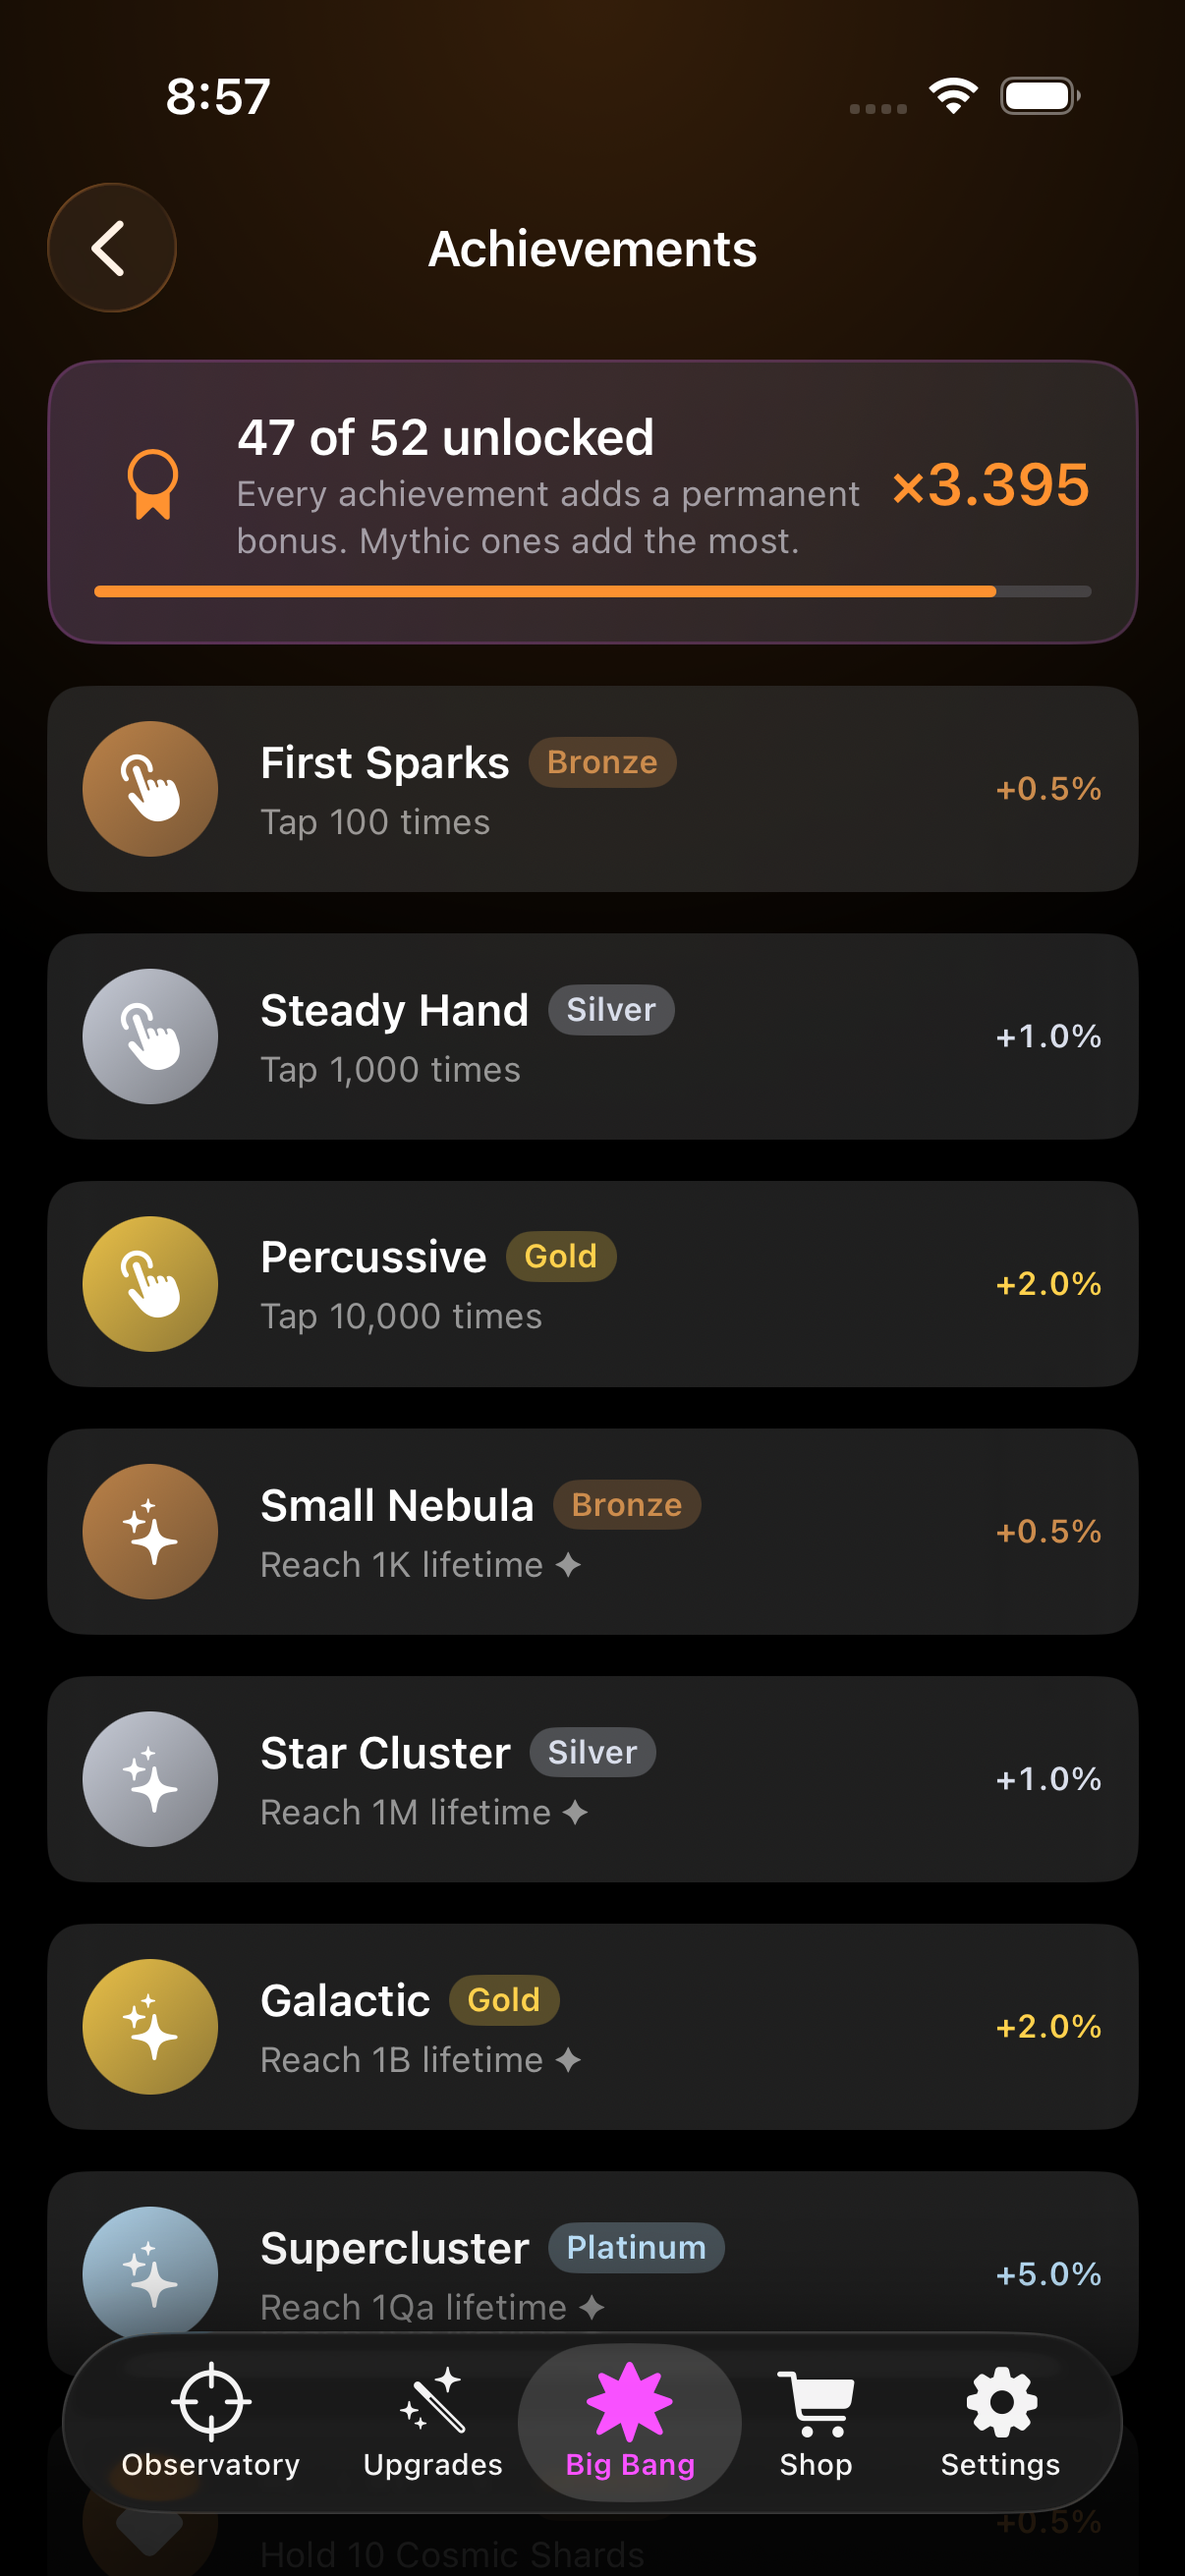 8:57
Achievements
47 of 52 unlocked
Every achievement adds a permanent
bonus. Mythic ones add the most.
×3.395
First Sparks Bronze
Tap 100 times
+0.5%
Steady Hand Silver
Tap 1,000 times
+1.0%
Percussive Gold
Tap 10,000 times
+2.0%
Small Nebula Bronze
Reach 1K lifetime ✦
+0.5%
Star Cluster Silver
Reach 1M lifetime ✦
+1.0%
Galactic Gold
Reach 1B lifetime ✦
+2.0%
Supercluster Platinum
Reach 1Qa lifetime ✦
+5.0%
Observatory
Upgrades
Big Bang
Shop
Settings
+0.5%
Hold 10 Cosmic Shards